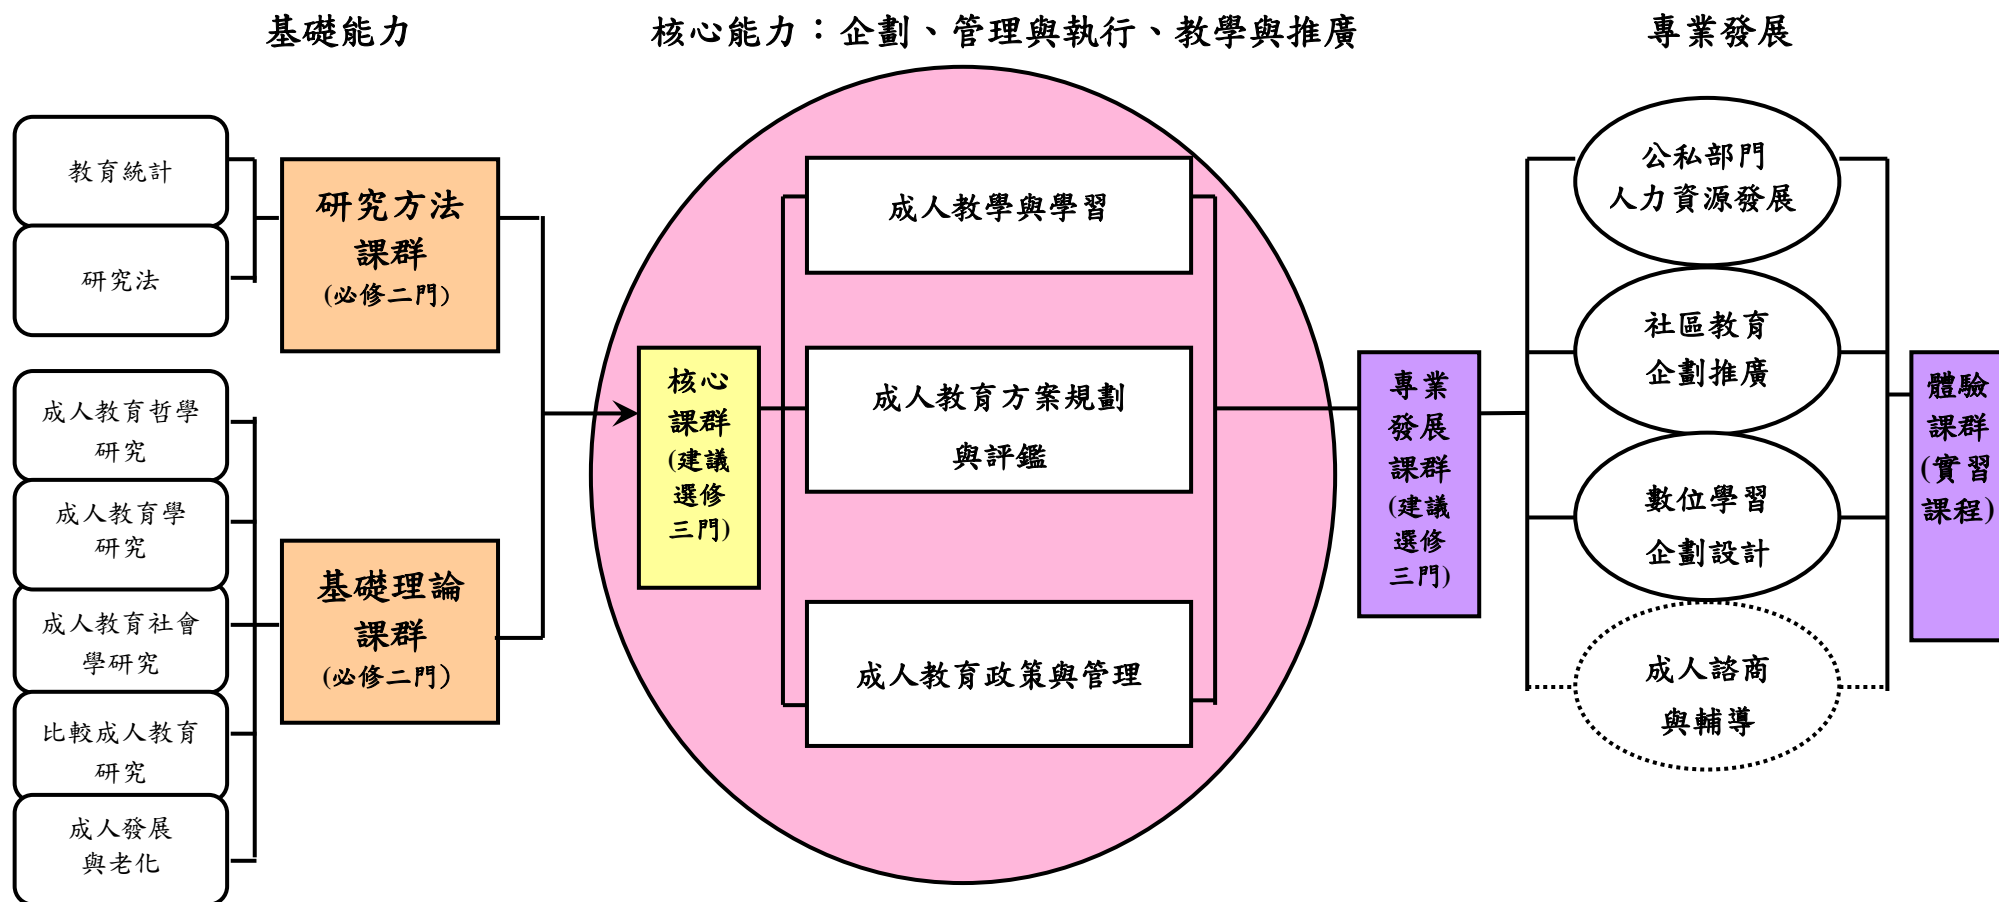 基礎能力
核心能力：企劃、管理與執行、教學與推廣
專業發展
教育統計
研究法
研究方法
課群
(必修二門)
成人教育哲學
研究
成人教育學
研究
成人教育社會
學研究
比較成人教育
研究
成人發展
與老化
基礎理論
課群
(必修二門)
核心
課群
(建議
選修
三門)
成人教學與學習
成人教育方案規劃
與評鑑
成人教育政策與管理
專業
發展
課群
(建議
選修
三門)
公私部門
人力資源發展
社區教育
企劃推廣
數位學習
企劃設計
成人諮商
與輔導
體驗
課群
(實習
課程)